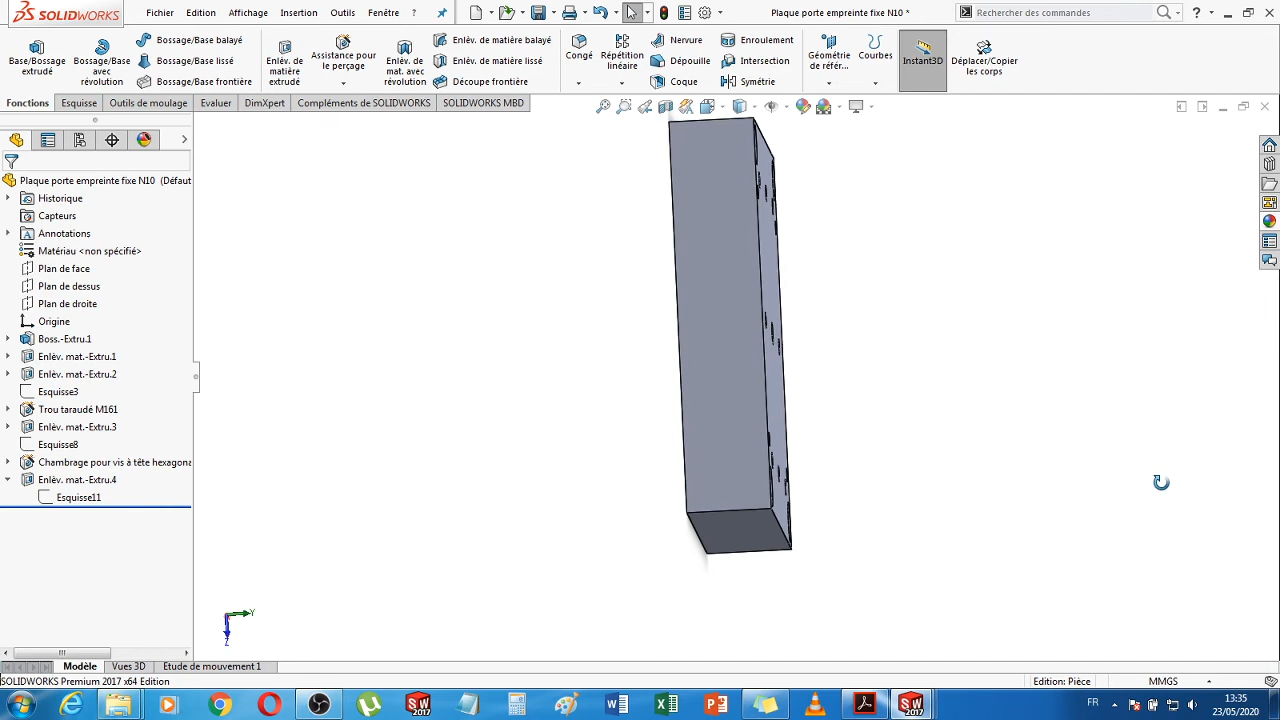 SOLIDWORKS
Fichier Edition Affichage Insertion Outils Fenêtre
Plaque porte empreinte fixe N10 *
Rechercher des commandes
Base/Bossage extrudé
Bossage/Base avec révolution
Bossage/Base balayé
Bossage/Base lissé
Bossage/Base frontière
Enlèv. de matière extrudé
Assistance pour le perçage
Enlèv. de mat. avec révolution
Enlèv. de matière balayé
Enlèv. de matière lissé
Découpe frontière
Congé
Répétition linéaire
Nervure
Dépouille
Coque
Enroulement
Intersection
Symétrie
Géométrie de référ...
Courbes
Instant3D
Déplacer/Copier les corps
Fonctions Esquisse Outils de moulage Evaluer DimXpert Compléments de SOLIDWORKS SOLIDWORKS MBD
Plaque porte empreinte fixe N10 (Défaut
Historique
Capteurs
Annotations
Matériau <non spécifié>
Plan de face
Plan de dessus
Plan de droite
Origine
Boss.-Extru.1
Enlèv. mat.-Extru.1
Enlèv. mat.-Extru.2
Esquisse3
Trou taraudé M161
Enlèv. mat.-Extru.3
Esquisse8
Chambrage pour vis à tête hexagona
Enlèv. mat.-Extru.4
Esquisse11
Y
Z
Modèle Vues 3D Etude de mouvement 1
SOLIDWORKS Premium 2017 x64 Edition
Edition: Pièce
MMGS
FR
13:35
23/05/2020